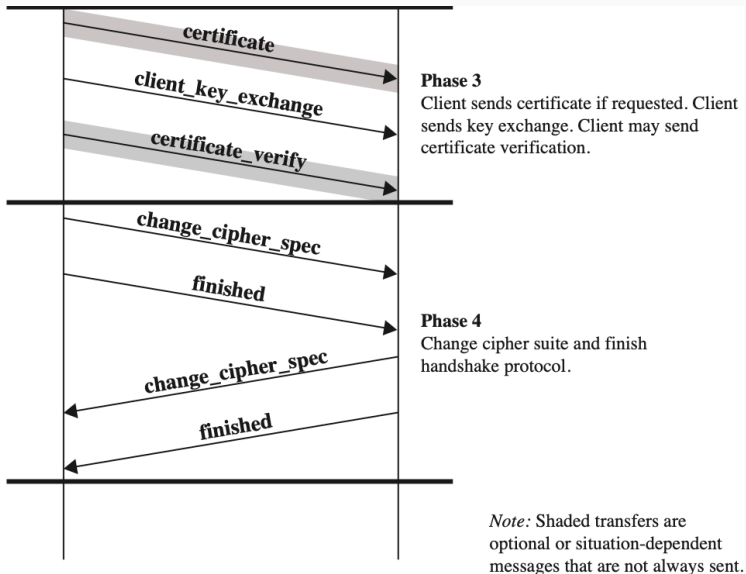 certificate
client_key_exchange
certificate_verify
Phase 3
Client sends certificate if requested. Client
sends key exchange. Client may send
certificate verification.
change_cipher_spec
finished
change_cipher_spec
finished
Phase 4
Change cipher suite and finish
handshake protocol.
Note: Shaded transfers are
optional or situation-dependent
messages that are not always sent.